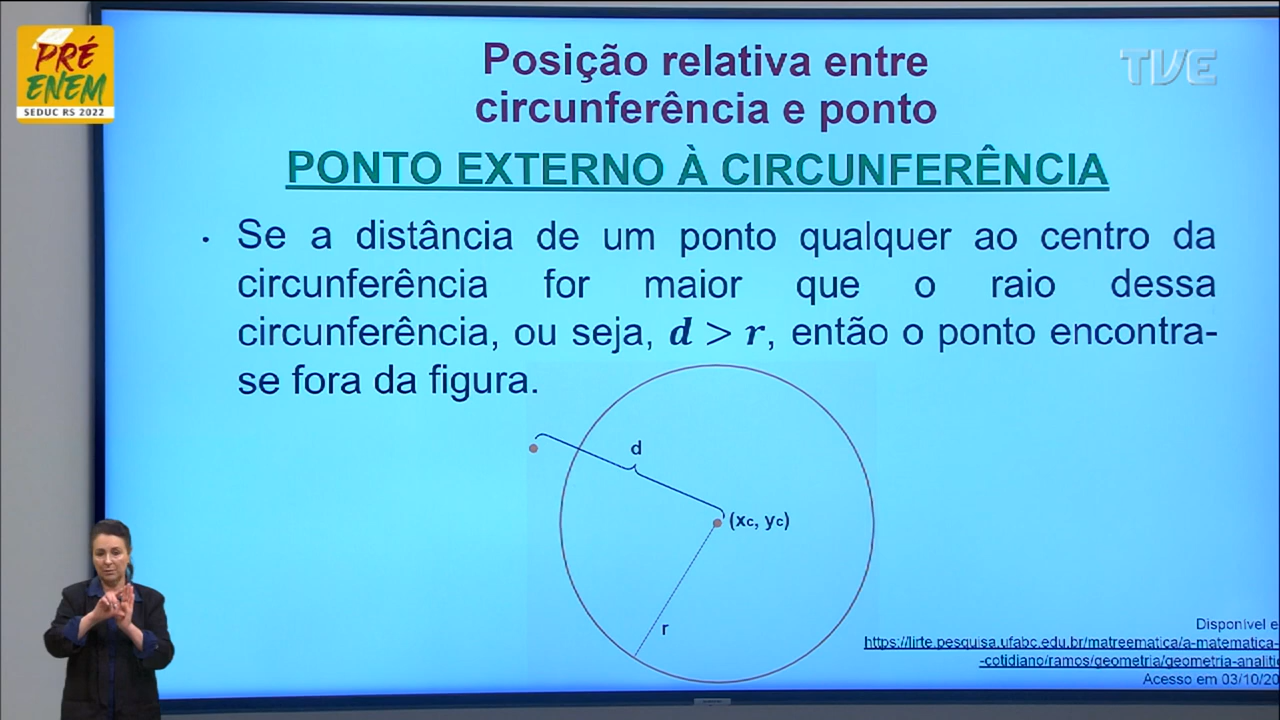 PRÉ
ENEM
SEDUC RS 2022
TVE
Posição relativa entre
circunferência e ponto
PONTO EXTERNO À CIRCUNFERÊNCIA
• Se a distância de um ponto qualquer ao centro da
circunferência for maior que o raio dessa
circunferência, ou seja, d > r, então o ponto encontra-
se fora da figura.
d
(xc, yc)
r
Disponível e
https://lirte.pesquisa.ufabc.edu.br/matreematica/a-matematica-
-cotidiano/ramos/geometria/geometria-analiti
Acesso em 03/10/20